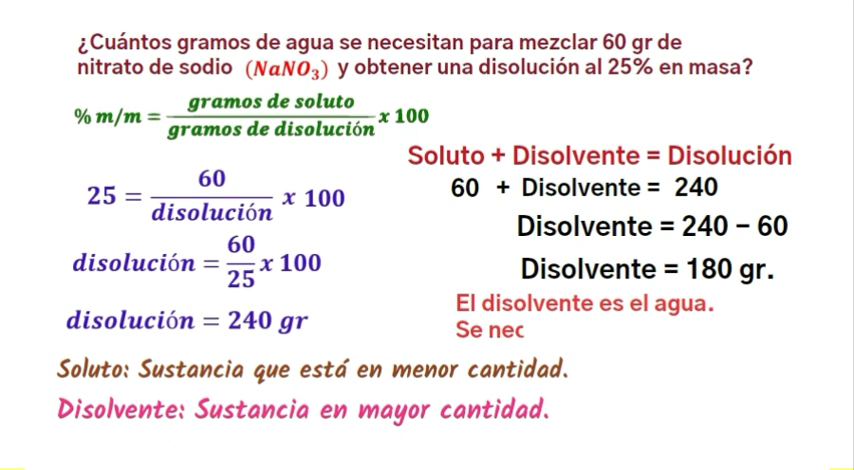 ¿Cuántos gramos de agua se necesitan para mezclar 60 gr de
nitrato de sodio (NaNO₃) y obtener una disolución al 25% en masa?
% m/m = gramos de soluto / gramos de disolución x 100
Soluto + Disolvente = Disolución
25 = 60 / disolución x 100
60 + Disolvente = 240
Disolvente = 240 − 60
disolución = 60 / 25 x 100
Disolvente = 180 gr.
disolución = 240 gr
El disolvente es el agua.
Se nec
Soluto: Sustancia que está en menor cantidad.
Disolvente: Sustancia en mayor cantidad.